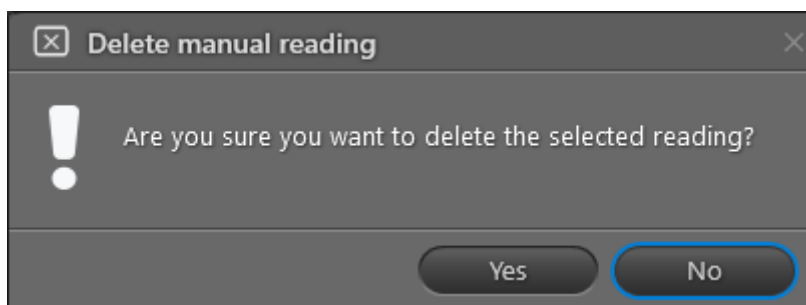 Delete manual reading
Are you sure you want to delete the selected reading?
Yes
No